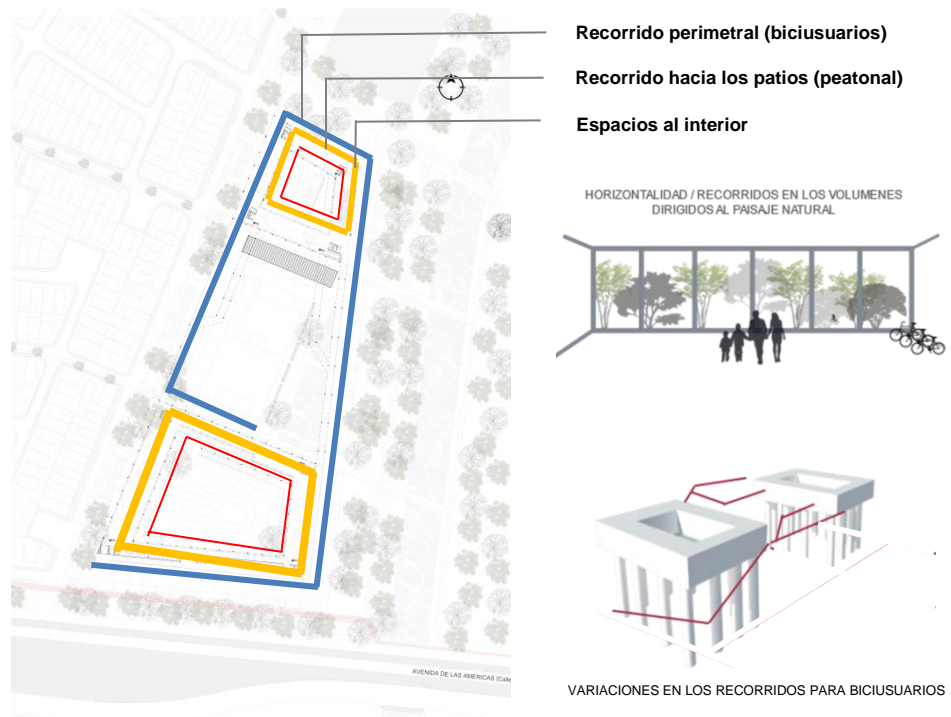 Recorrido perimetral (biciusuarios)
Recorrido hacia los patios (peatonal)
Espacios al interior
HORIZONTALIDAD / RECORRIDOS EN LOS VOLUMENES
DIRIGIDOS AL PAISAJE NATURAL
AVENIDA DE LAS AMERICAS (Calle
VARIACIONES EN LOS RECORRIDOS PARA BICIUSUARIOS